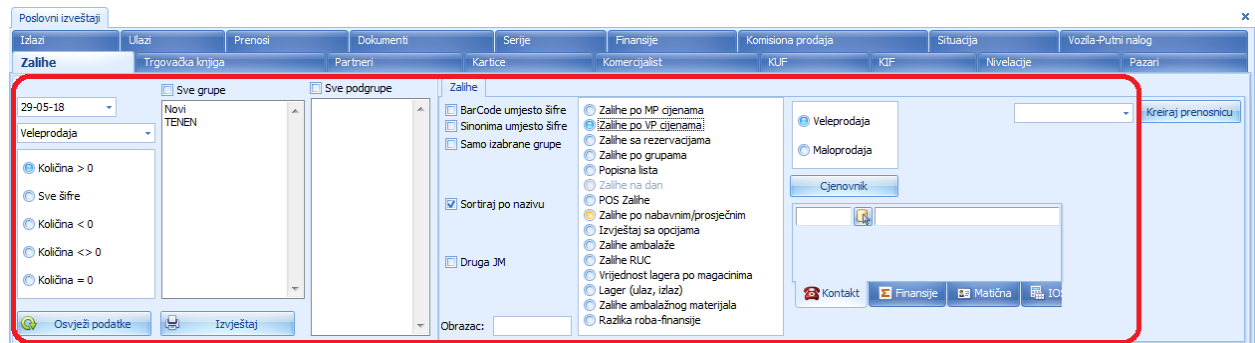 Poslovni izveštaji
Izlazi Ulazi Prenosi Dokumenti Serije Finansije Komisiona prodaja Situacija Vozila-Putni nalog
Zalihe Trgovačka knjiga Partneri Kartice Komercijalist KUF KIF Nivelacije Pazari
29-05-18
Veleprodaja
Količina > 0
Sve šifre
Količina < 0
Količina <> 0
Količina = 0
Osvježi podatke
Sve grupe
Novi
TENEN
Izvještaj
Sve podgrupe
Zalihe
BarCode umjesto šifre
Sinonima umjesto šifre
Samo izabrane grupe
Sortiraj po nazivu
Druga JM
Obrazac:
Zalihe po MP cijenama
Zalihe po VP cijenama
Zalihe sa rezervacijama
Zalihe po grupama
Popisna lista
Zalihe na dan
POS Zalihe
Zalihe po nabavnim/prosječnim
Izvještaj sa opcijama
Zalihe ambalaže
Zalihe RUC
Vrijednost lagera po magacinima
Lager (ulaz, izlaz)
Zalihe ambalažnog materijala
Razlika roba-finansije
Veleprodaja
Maloprodaja
Cjenovnik
Kontakt Finansije Matična IO
Kreiraj prenosnicu